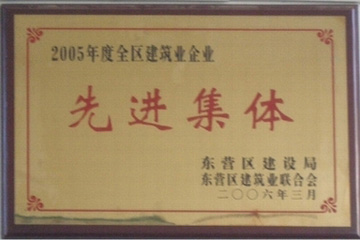 2005年度全区建筑业企业
先进集体
东营区建设局
东营区建筑业联合会
二〇〇六年三月